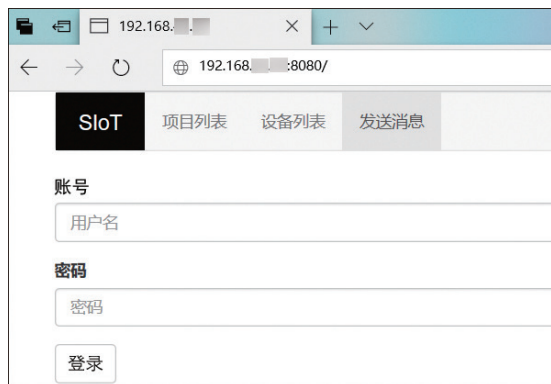 192.168.
192.168. :8080/
SIoT 项目列表 设备列表 发送消息
账号
用户名
密码
密码
登录